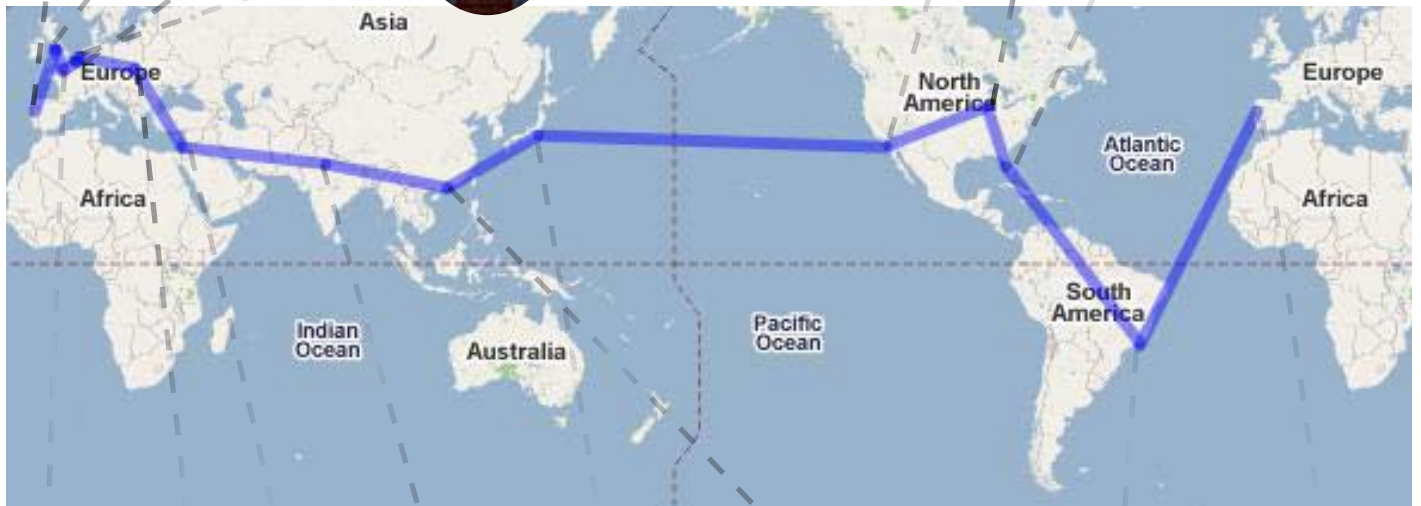 Asia
Europe
North
America
Europe
Atlantic
Ocean
Africa
Africa
South
America
Indian
Ocean
Pacific
Ocean
Australia